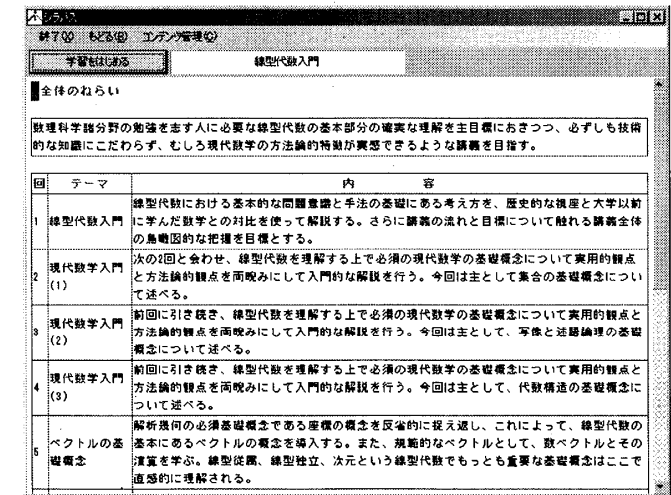 シラバス
終了(X) もどる(B) コンテンツ管理(C)
学習をはじめる 線型代数入門
全体のねらい
数理科学諸分野の勉強を志す人に必要な線型代数の基本部分の確実な理解を主目標におきつつ、必ずしも技術
的な知識にこだわらず、むしろ現代数学の方法論的特徴が実感できるような講義を目指す。
回 テーマ 内 容
1 線型代数入門 線型代数における基本的な問題意識と手法の基礎にある考え方を、歴史的な視座と大学以前
に学んだ数学との対比を使って解説する。さらに講義の流れと目標について触れる講義全体
の鳥瞰図的な把握を目標とする。
2 現代数学入門(1) 次の2回と会わせ、線型代数を理解する上で必須の現代数学の基礎概念について実用的観点
と方法論的観点を両睨みにして入門的な解説を行う。今回は主として集合の基礎概念につい
て述べる。
3 現代数学入門(2) 前回に引き続き、線型代数を理解する上で必須の現代数学の基礎概念について実用的観点と
方法論的観点を両睨みにして入門的な解説を行う。今回は主として、写像と述語論理の基礎
概念について述べる。
4 現代数学入門(3) 前回に引き続き、線型代数を理解する上で必須の現代数学の基礎概念について実用的観点と
方法論的観点を両睨みにして入門的な解説を行う。今回は主として、代数構造の基礎概念に
ついて述べる。
5 ベクトルの基礎概念 解析幾何の必須基礎概念である座標の概念を反省的に捉え返し、これによって、線型代数の
基本にあるベクトルの概念を導入する。また、規範的なベクトルとして、数ベクトルとその
演算を学ぶ。線型従属、線型独立、次元という線型代数でもっとも重要な基礎概念はここで
直感的に理解される。